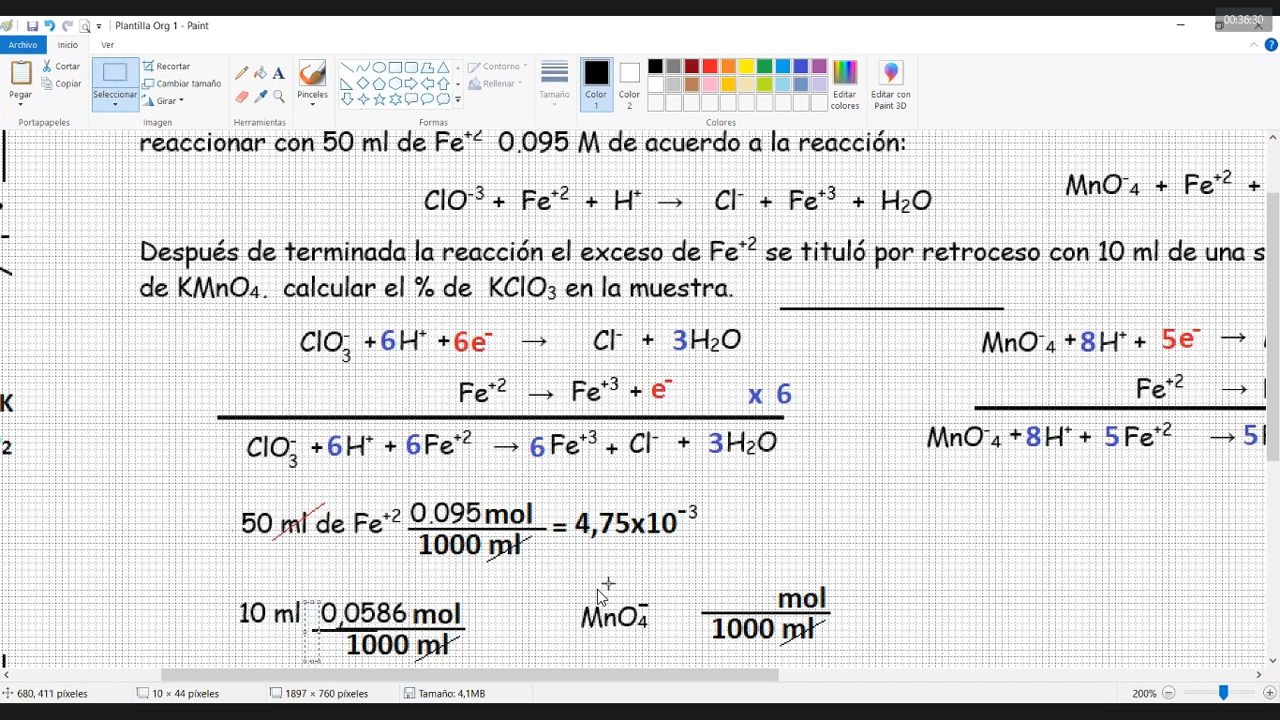 00:36:30
Plantilla Org 1 - Paint
Archivo Inicio Ver
Pegar Cortar Copiar
Seleccionar Recortar Cambiar tamaño Girar
Pinceles
Contorno Rellenar
Tamaño
Color 1 Color 2
Editar colores
Editar con Paint 3D
Portapapeles Imagen Herramientas Formas Colores
reaccionar con 50 ml de Fe⁺² 0.095 M de acuerdo a la reacción:
ClO⁻³ + Fe⁺² + H⁺ → Cl⁻ + Fe⁺³ + H₂O
MnO⁻₄ + Fe⁺² +
Después de terminada la reacción el exceso de Fe⁺² se tituló por retroceso con 10 ml de una s
de KMnO₄. calcular el % de KClO₃ en la muestra.
ClO₃⁻ + 6H⁺ + 6e⁻ → Cl⁻ + 3H₂O
MnO⁻₄ + 8H⁺ + 5e⁻ →
Fe⁺² → Fe⁺³ + e⁻ x 6
Fe⁺² →
K
ClO₃⁻ + 6H⁺ + 6Fe⁺² → 6Fe⁺³ + Cl⁻ + 3H₂O
MnO⁻₄ + 8H⁺ + 5Fe⁺² → 5F
2
50 ml de Fe⁺² 0.095 mol = 4,75x10⁻³
1000 ml
10 ml 0,0586 mol MnO₄⁻ mol
1000 ml 1000 ml
680, 411 píxeles 10 × 44 píxeles 1897 × 760 píxeles Tamaño: 4,1MB 200%